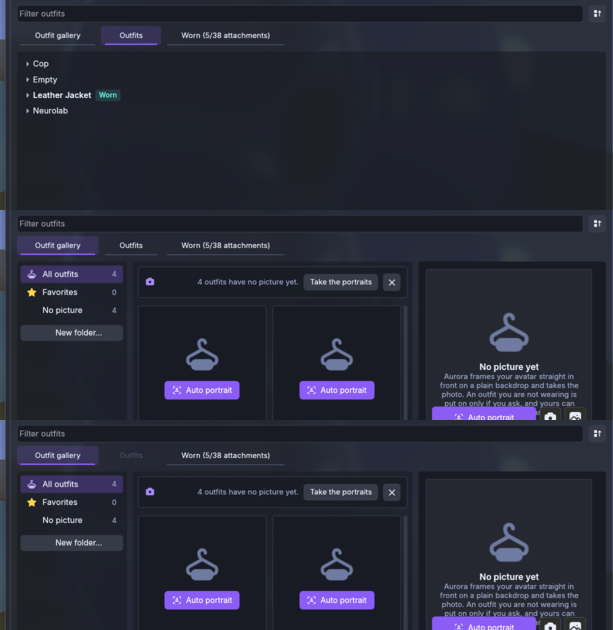 Filter outfits
Outfit gallery Outfits Worn (5/38 attachments)
Cop
Empty
Leather Jacket Worn
Neurolab
Filter outfits
Outfit gallery Outfits Worn (5/38 attachments)
All outfits 4
Favorites 0
No picture 4
New folder...
4 outfits have no picture yet. Take the portraits
Auto portrait Auto portrait
No picture yet
Aurora frames your avatar straight in
front on a plain backdrop and takes the
photo. An outfit you are not wearing is
put on only if you ask, and yours can
Auto portrait
Filter outfits
Outfit gallery Outfits Worn (5/38 attachments)
All outfits 4
Favorites 0
No picture 4
New folder...
4 outfits have no picture yet. Take the portraits
Auto portrait Auto portrait
No picture yet
Aurora frames your avatar straight in
front on a plain backdrop and takes the
photo. An outfit you are not wearing is
put on only if you ask, and yours can
Auto portrait